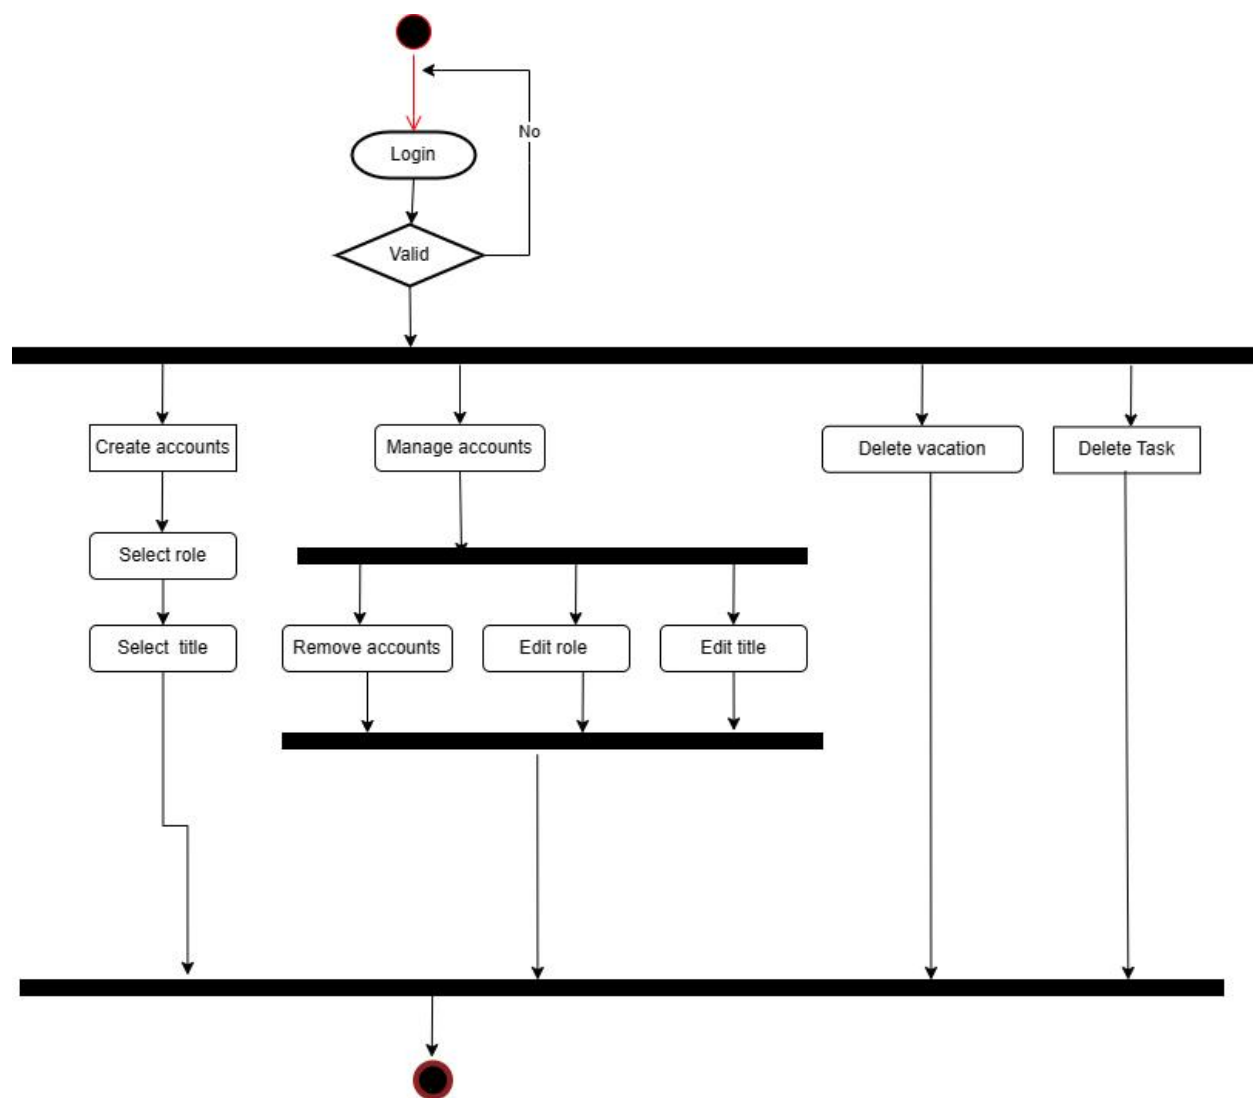 No
Login
Valid
Create accounts
Manage accounts
Delete vacation
Delete Task
Select role
Select title
Remove accounts
Edit role
Edit title